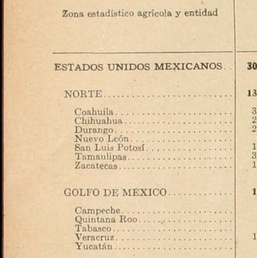 Zona estadístico agrícola y entidad
ESTADOS UNIDOS MEXICANOS.. 30
NORTE.................... 13
Coahuila.................. 3
Chihuahua................. 2
Durango................... 2
Nuevo León................
San Luis Potosí........... 1
Tamaulipas................ 3
Zacatecas................. 1
GOLFO DE MEXICO........... 1
Campeche..................
Quintana Roo..............
Tabasco...................
Veracruz.................. 1
Yucatán...................